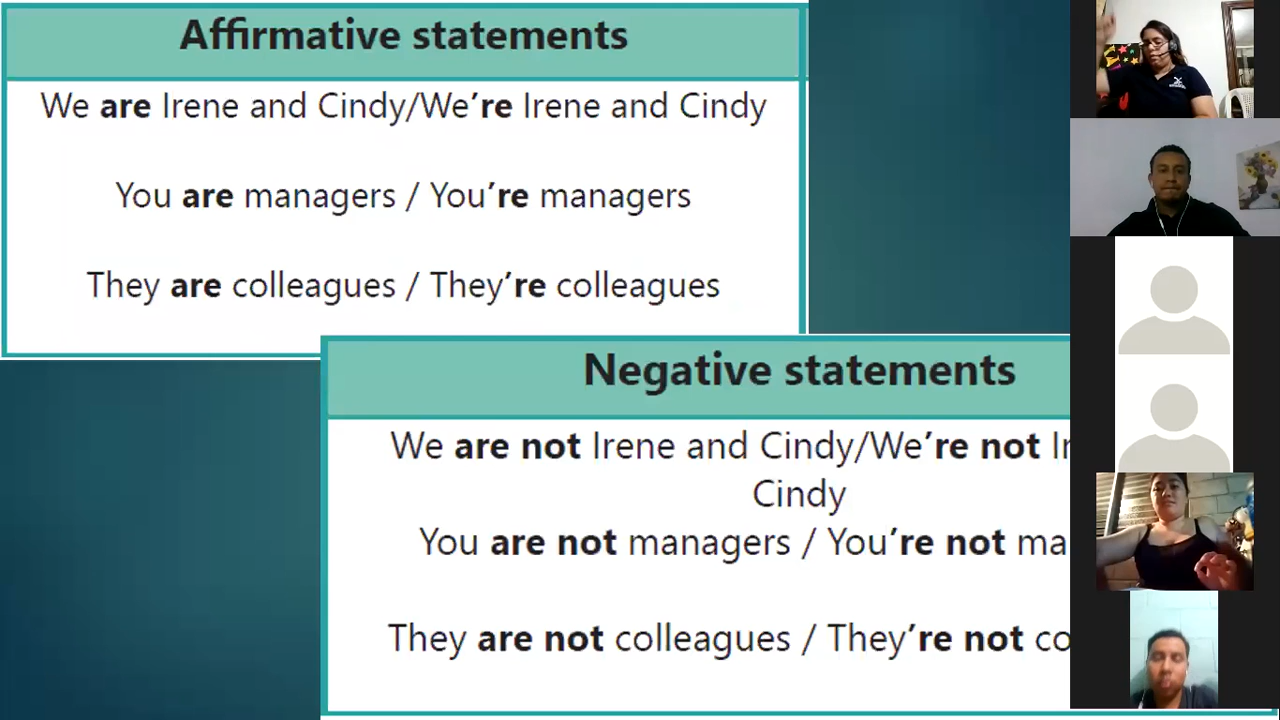 Affirmative statements
We are Irene and Cindy/We’re Irene and Cindy
You are managers / You’re managers
They are colleagues / They’re colleagues
Negative statements
We are not Irene and Cindy/We’re not
Cindy
You are not managers / You’re not
They are not colleagues / They’re not